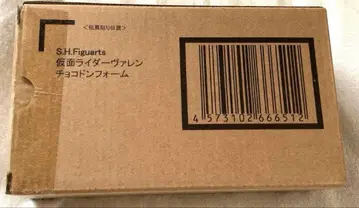 ＜伝票貼り位置＞
S.H.Figuarts
仮面ライダーヴァレン
チョコドンフォーム
4 573102 666512